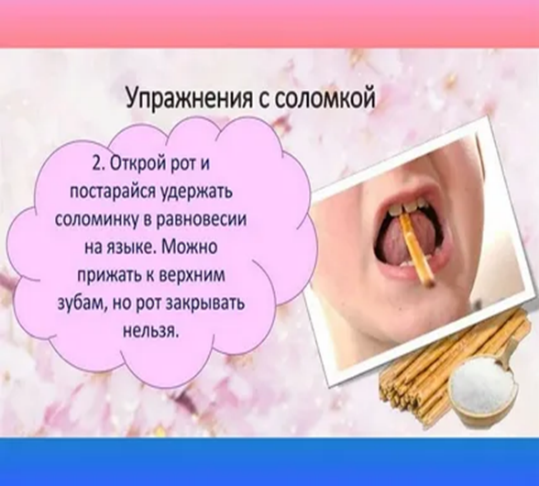 Упражнения с соломкой
2. Открой рот и
постарайся удержать
соломинку в равновесии
на языке. Можно
прижать к верхним
зубам, но рот закрывать
нельзя.